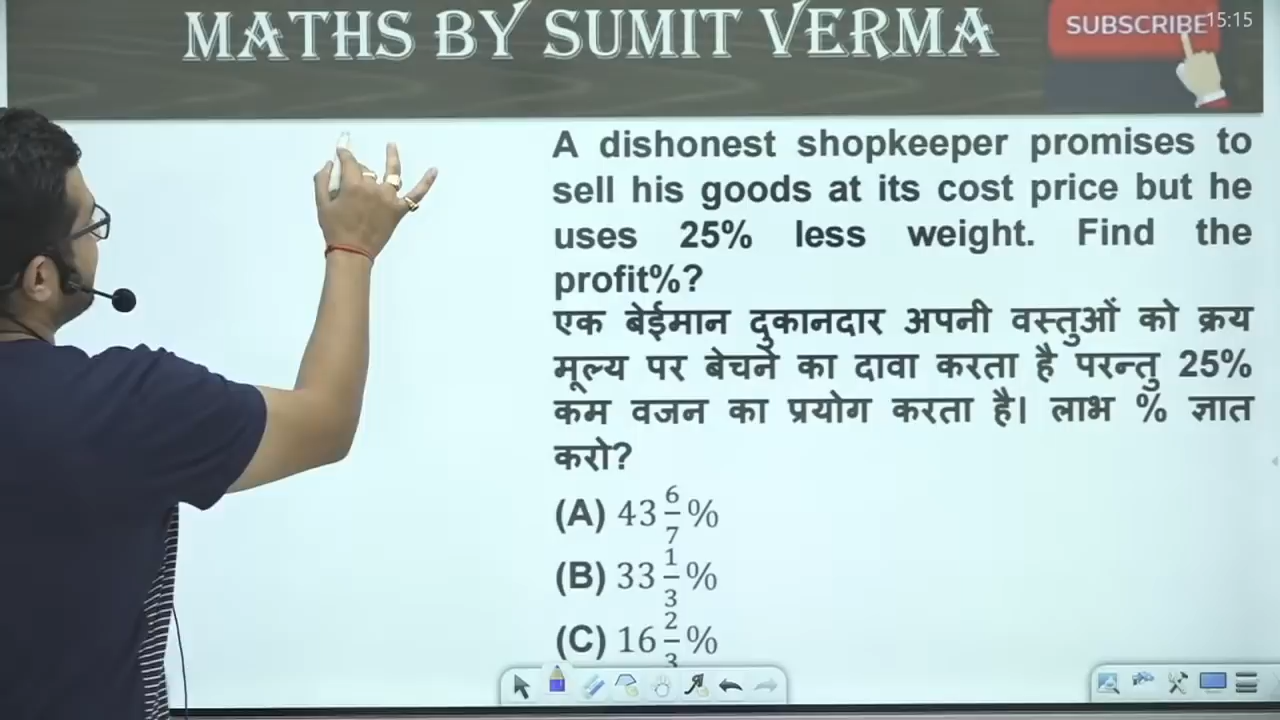 MATHS BY SUMIT VERMA
SUBSCRIBE
15:15
A dishonest shopkeeper promises to
sell his goods at its cost price but he
uses 25% less weight. Find the
profit%?
एक बेईमान दुकानदार अपनी वस्तुओं को क्रय
मूल्य पर बेचने का दावा करता है परन्तु 25%
कम वजन का प्रयोग करता है। लाभ % ज्ञात
करो?
(A) 43 6/7 %
(B) 33 1/3 %
(C) 16 2/3 %